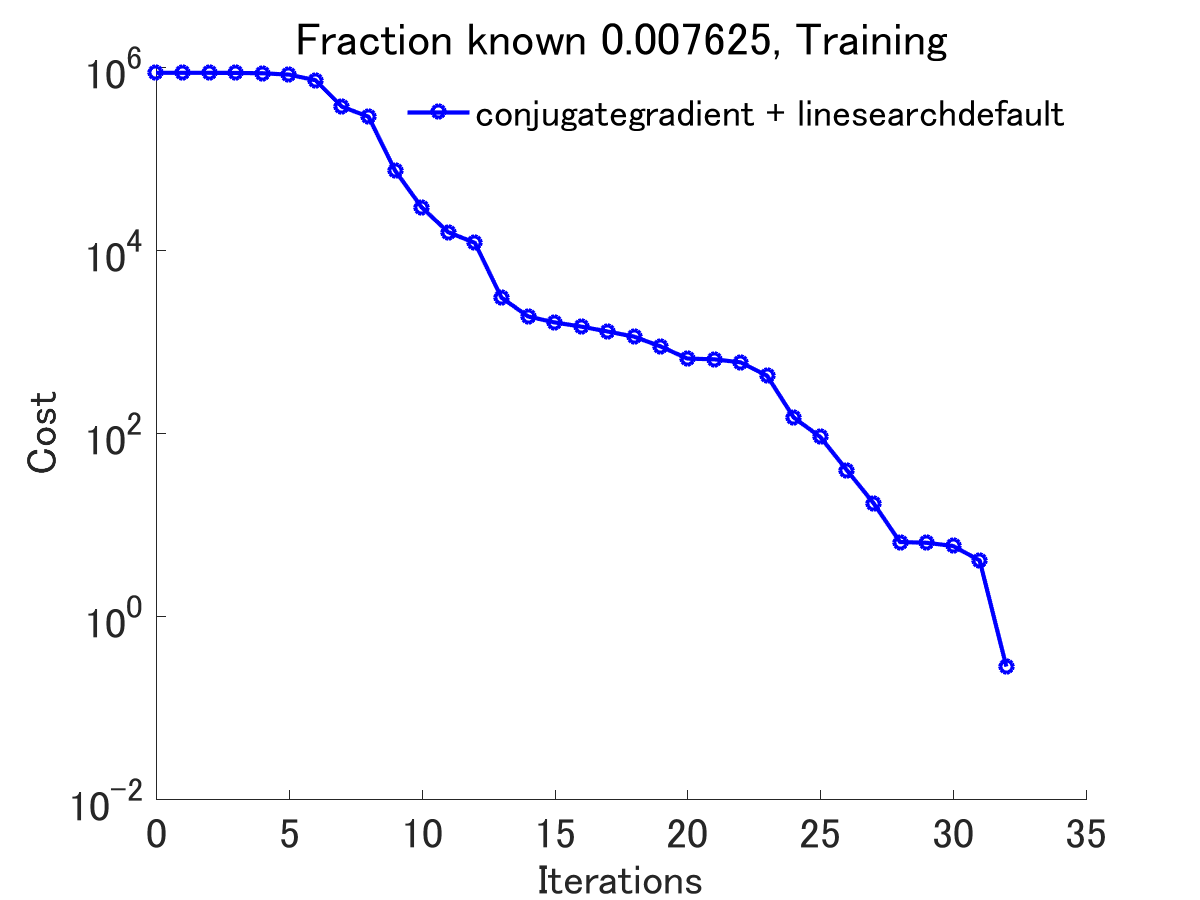 Fraction known 0.007625, Training
conjugategradient + linesearchdefault
10^6
10^4
10^2
10^0
10^-2
Cost
0 5 10 15 20 25 30 35
Iterations